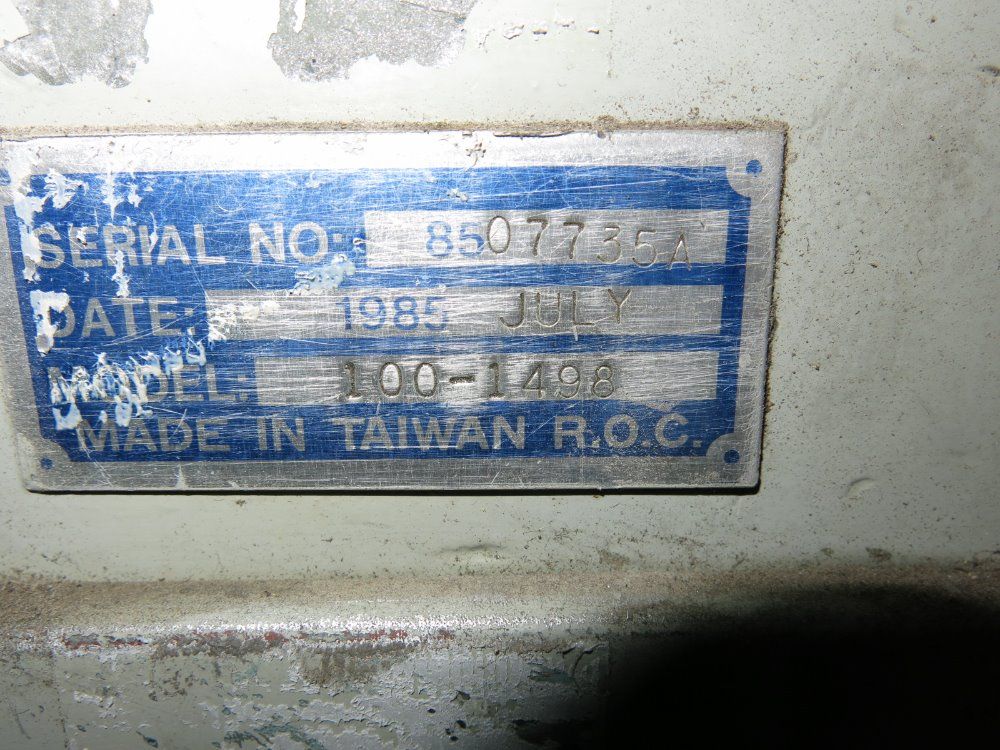 SERIAL NO: 8507735A
DATE: 1985 JULY
MODEL: 100-1498
MADE IN TAIWAN R.O.C.